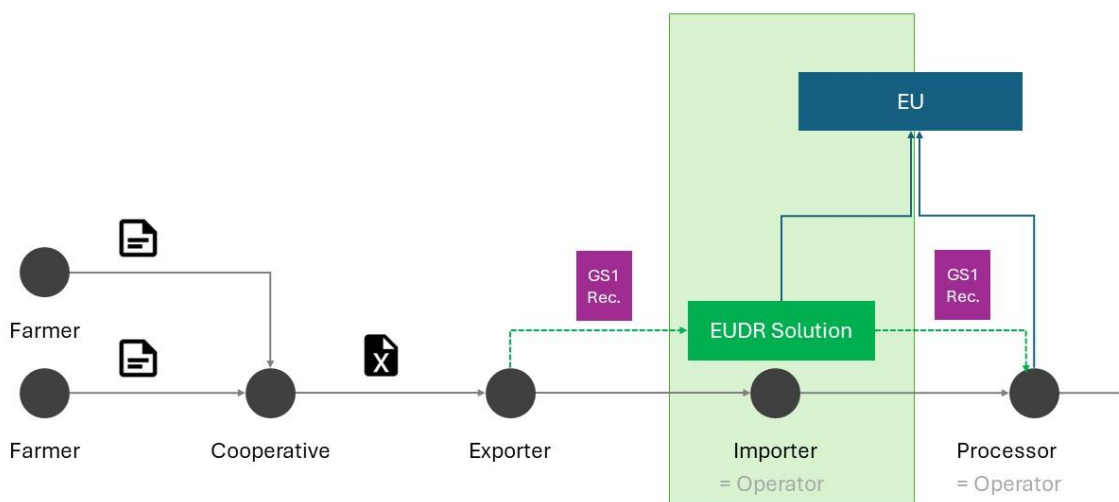 EU
GS1
Rec.
GS1
Rec.
EUDR Solution
Farmer
X
Farmer
Cooperative
Exporter
Importer
= Operator
Processor
= Operator